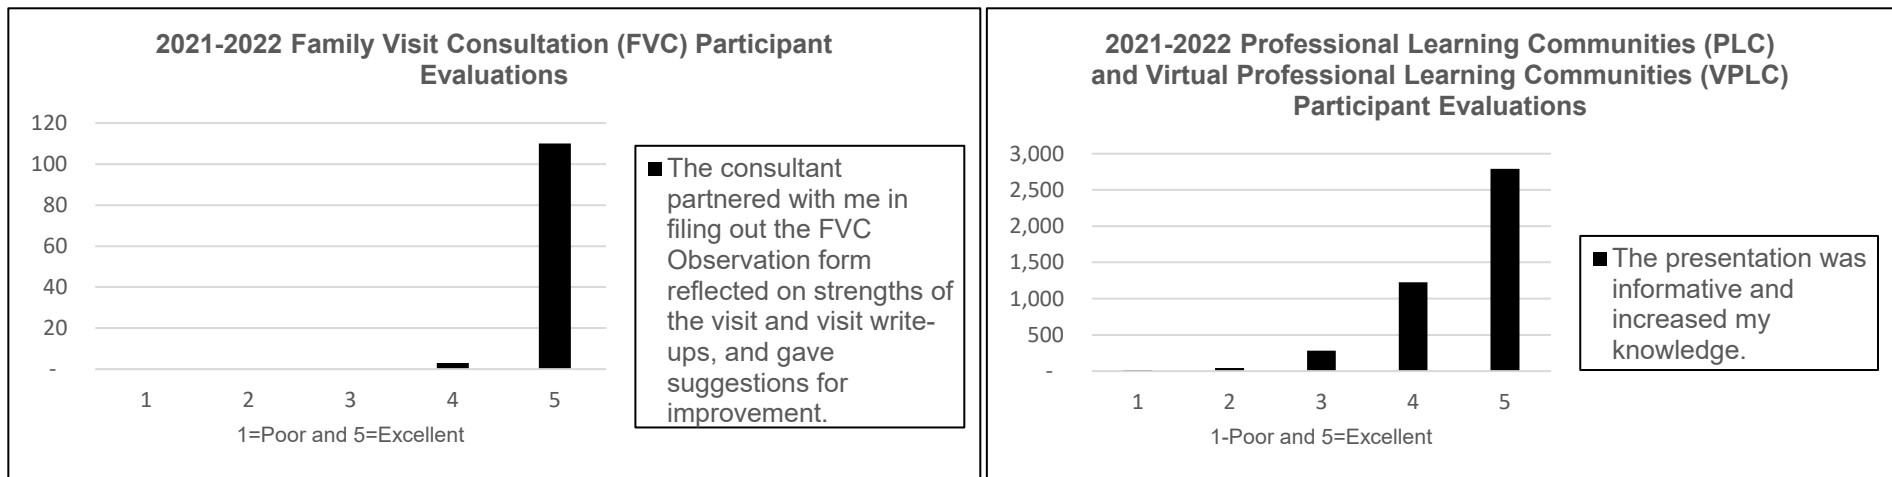 2021-2022 Family Visit Consultation (FVC) Participant
Evaluations
120
100
80
60
40
20
-
1 2 3 4 5
1=Poor and 5=Excellent
The consultant
partnered with me in
filing out the FVC
Observation form
reflected on strengths of
the visit and visit write-
ups, and gave
suggestions for
improvement.
2021-2022 Professional Learning Communities (PLC)
and Virtual Professional Learning Communities (VPLC)
Participant Evaluations
3,000
2,500
2,000
1,500
1,000
500
-
1 2 3 4 5
1-Poor and 5=Excellent
The presentation was
informative and
increased my
knowledge.